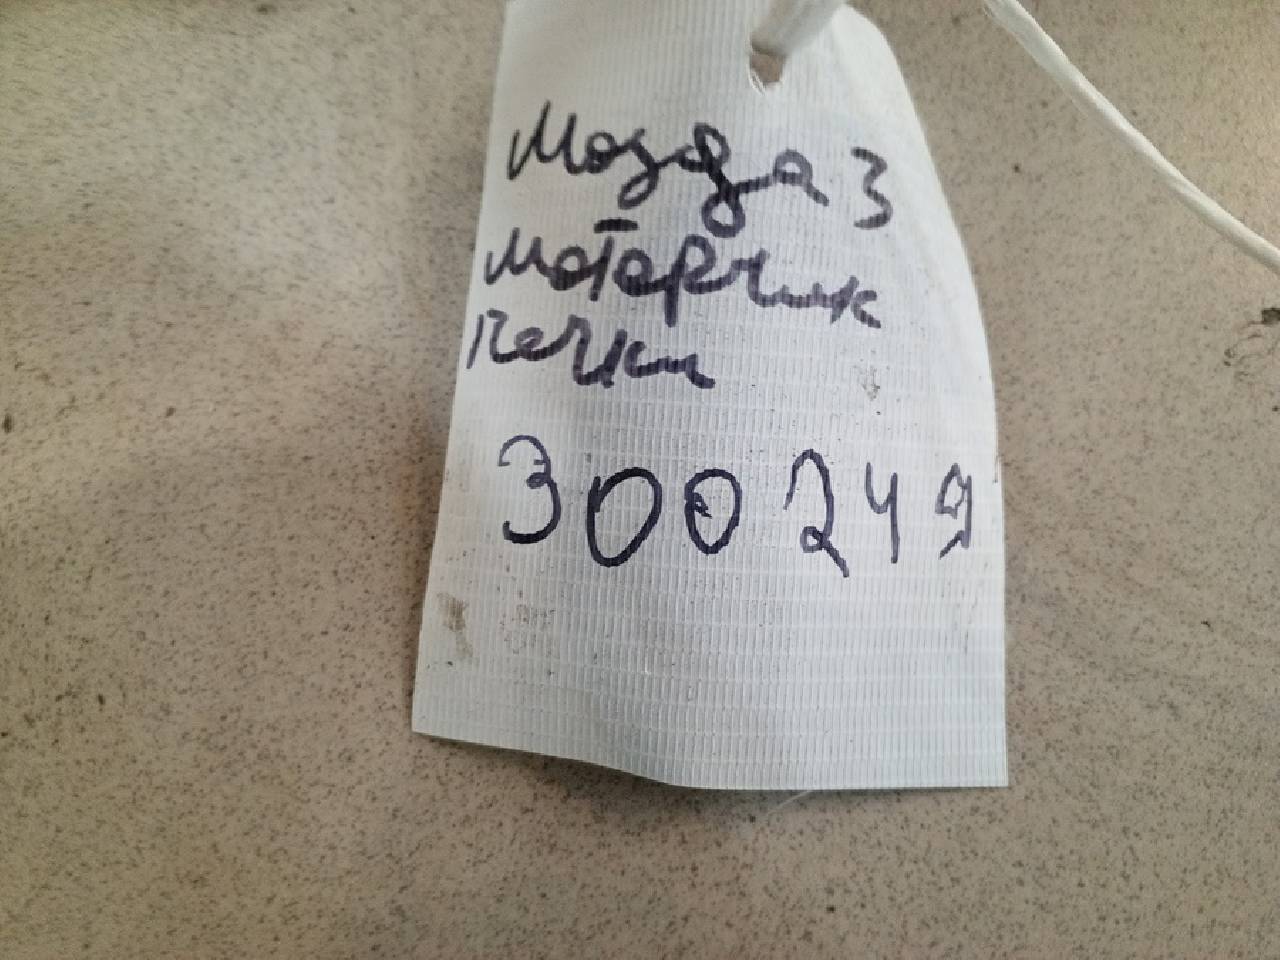 Мазда 3
моторчик
печки
300249